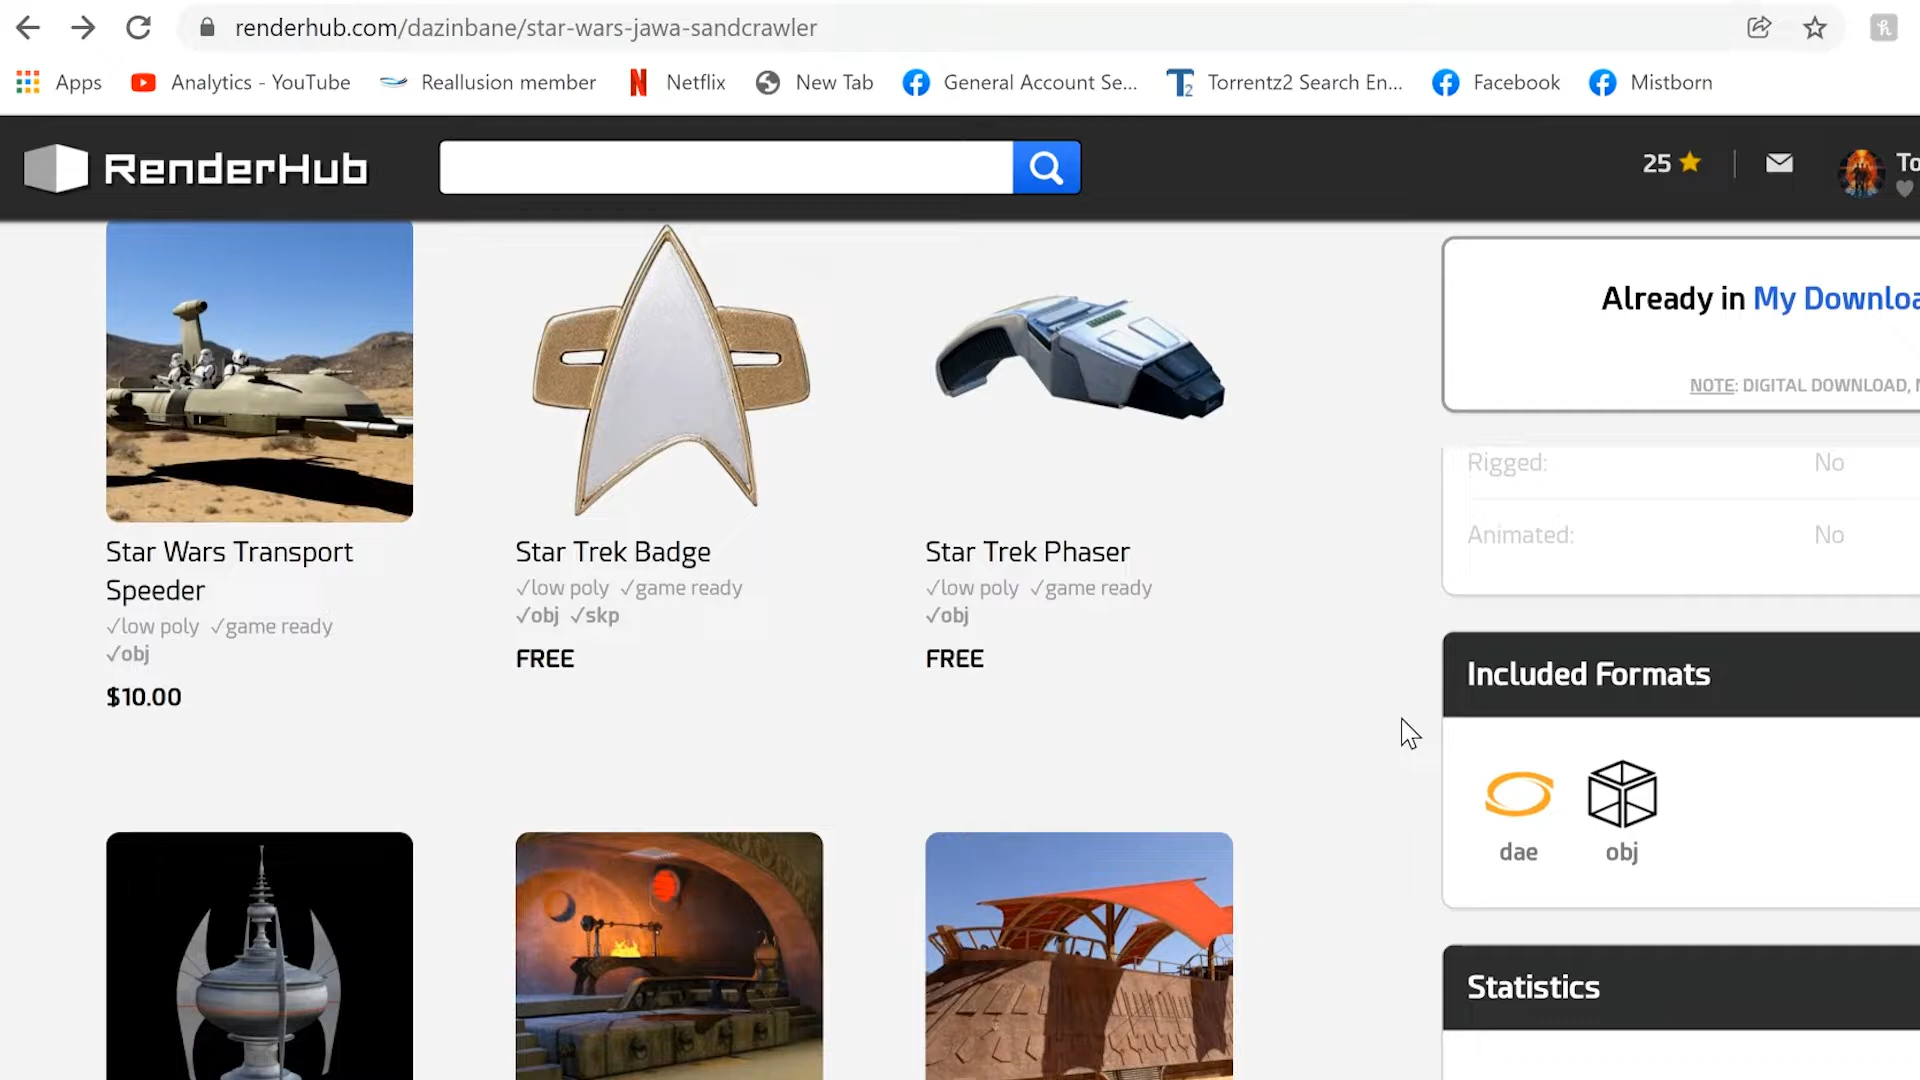 renderhub.com/dazinbane/star-wars-jawa-sandcrawler
Apps Analytics - YouTube Reallusion member Netflix New Tab General Account Se... Torrentz2 Search En... Facebook Mistborn
RenderHub
25
To
Star Wars Transport
Speeder
✓low poly ✓game ready
✓obj
$10.00
Star Trek Badge
✓low poly ✓game ready
✓obj ✓skp
FREE
Star Trek Phaser
✓low poly ✓game ready
✓obj
FREE
Already in My Downloa
NOTE: DIGITAL DOWNLOAD, N
Rigged: No
Animated: No
Included Formats
dae obj
Statistics